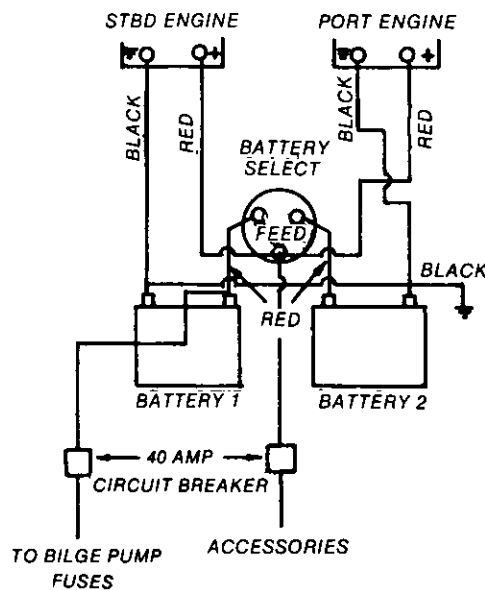 STBD ENGINE
PORT ENGINE
+
+
BLACK
RED
BATTERY
SELECT
BLACK
RED
FEED
BLACK
RED
BATTERY 1
BATTERY 2
40 AMP
CIRCUIT BREAKER
TO BILGE PUMP
FUSES
ACCESSORIES